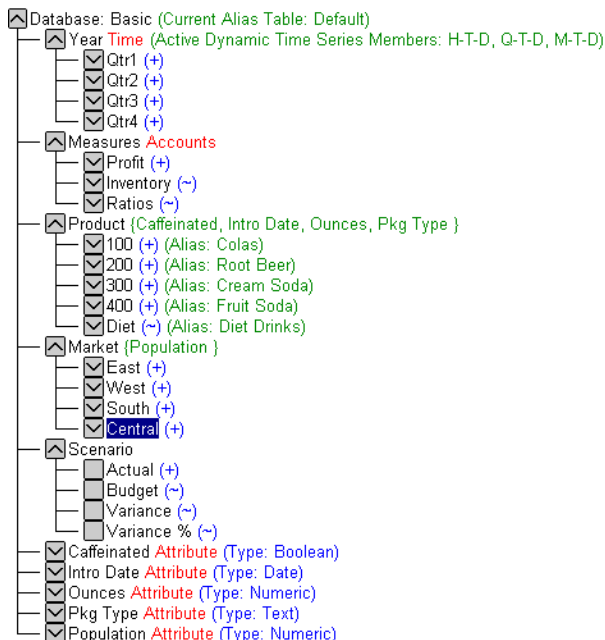 Database: Basic (Current Alias Table: Default)
Year Time (Active Dynamic Time Series Members: H-T-D, Q-T-D, M-T-D)
Qtr1 (+)
Qtr2 (+)
Qtr3 (+)
Qtr4 (+)
Measures Accounts
Profit (+)
Inventory (~)
Ratios (~)
Product {Caffeinated, Intro Date, Ounces, Pkg Type }
100 (+) (Alias: Colas)
200 (+) (Alias: Root Beer)
300 (+) (Alias: Cream Soda)
400 (+) (Alias: Fruit Soda)
Diet (~) (Alias: Diet Drinks)
Market {Population }
East (+)
West (+)
South (+)
Central (+)
Scenario
Actual (+)
Budget (~)
Variance (~)
Variance % (~)
Caffeinated Attribute (Type: Boolean)
Intro Date Attribute (Type: Date)
Ounces Attribute (Type: Numeric)
Pkg Type Attribute (Type: Text)
Population Attribute (Type: Numeric)